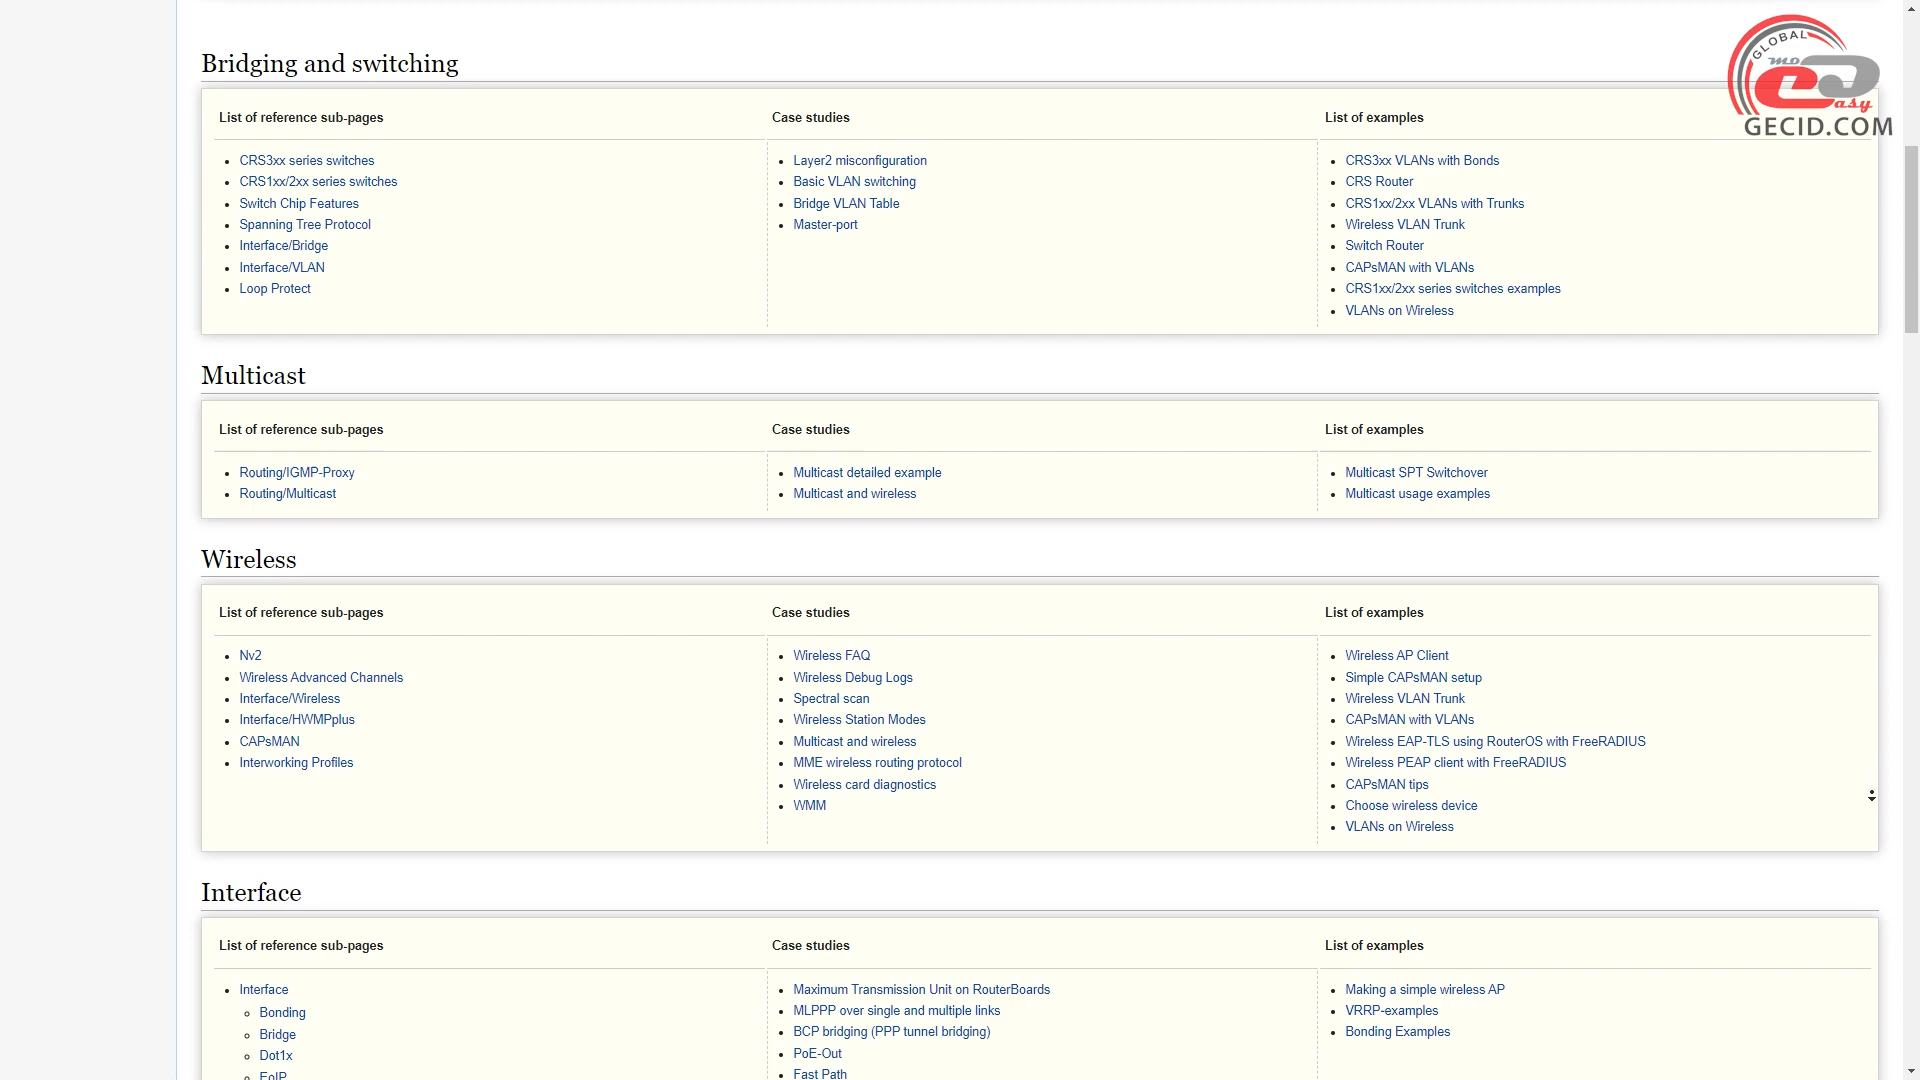 GLOBAL
mo
easy
GECID.COM
Bridging and switching
List of reference sub-pages
CRS3xx series switches
CRS1xx/2xx series switches
Switch Chip Features
Spanning Tree Protocol
Interface/Bridge
Interface/VLAN
Loop Protect
Case studies
Layer2 misconfiguration
Basic VLAN switching
Bridge VLAN Table
Master-port
List of examples
CRS3xx VLANs with Bonds
CRS Router
CRS1xx/2xx VLANs with Trunks
Wireless VLAN Trunk
Switch Router
CAPsMAN with VLANs
CRS1xx/2xx series switches examples
VLANs on Wireless
Multicast
List of reference sub-pages
Routing/IGMP-Proxy
Routing/Multicast
Case studies
Multicast detailed example
Multicast and wireless
List of examples
Multicast SPT Switchover
Multicast usage examples
Wireless
List of reference sub-pages
Nv2
Wireless Advanced Channels
Interface/Wireless
Interface/HWMPplus
CAPsMAN
Interworking Profiles
Case studies
Wireless FAQ
Wireless Debug Logs
Spectral scan
Wireless Station Modes
Multicast and wireless
MME wireless routing protocol
Wireless card diagnostics
WMM
List of examples
Wireless AP Client
Simple CAPsMAN setup
Wireless VLAN Trunk
CAPsMAN with VLANs
Wireless EAP-TLS using RouterOS with FreeRADIUS
Wireless PEAP client with FreeRADIUS
CAPsMAN tips
Choose wireless device
VLANs on Wireless
Interface
List of reference sub-pages
Interface
Bonding
Bridge
Dot1x
EoIP
Case studies
Maximum Transmission Unit on RouterBoards
MLPPP over single and multiple links
BCP bridging (PPP tunnel bridging)
PoE-Out
Fast Path
List of examples
Making a simple wireless AP
VRRP-examples
Bonding Examples